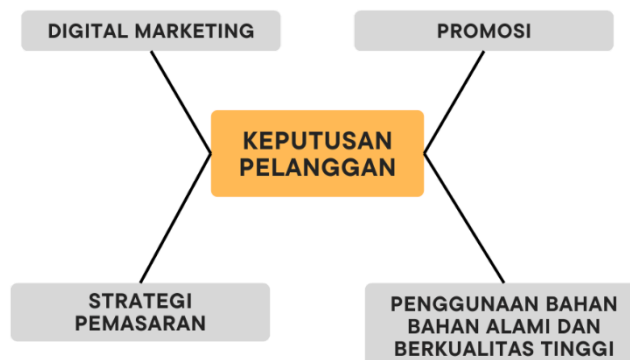 DIGITAL MARKETING
PROMOSI
KEPUTUSAN
PELANGGAN
STRATEGI
PEMASARAN
PENGGUNAAN BAHAN
BAHAN ALAMI DAN
BERKUALITAS TINGGI